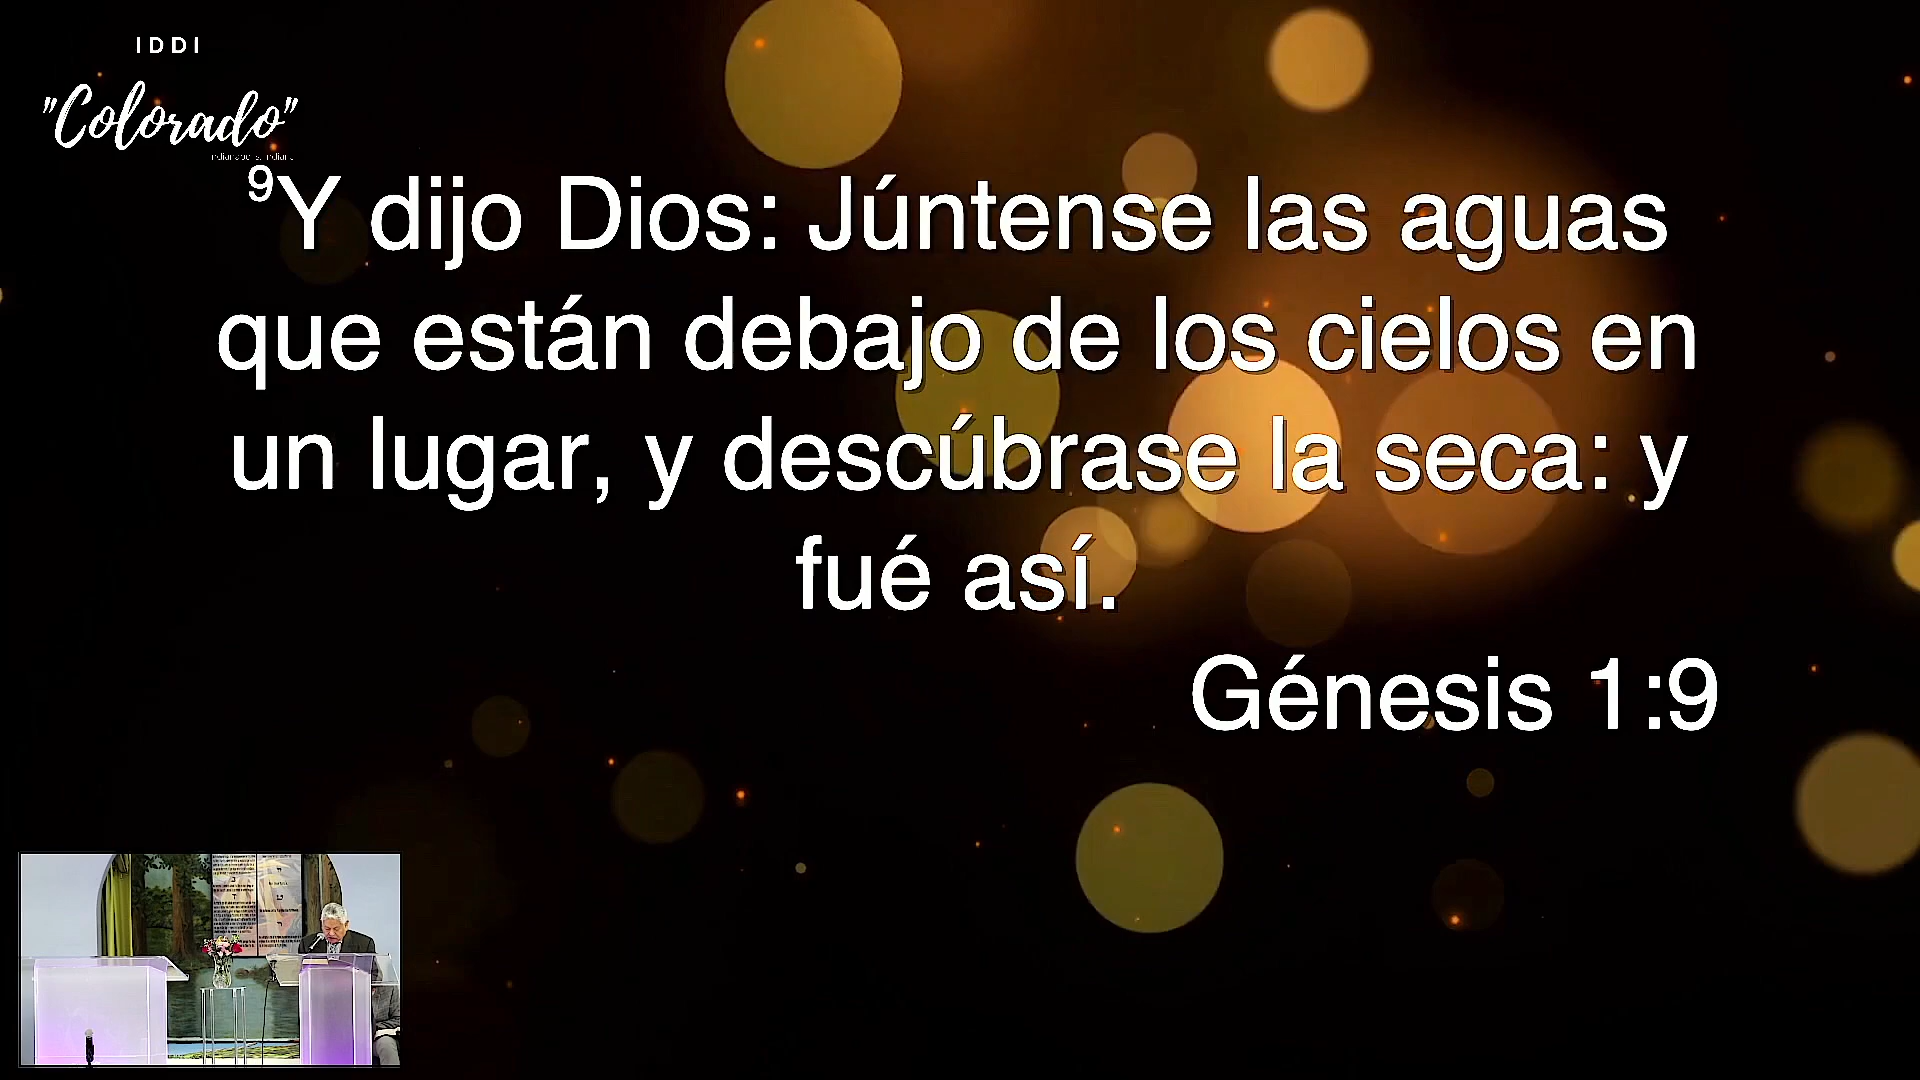 IDDI
"Colorado"
⁹Y dijo Dios: Júntense las aguas
que están debajo de los cielos en
un lugar, y descúbrase la seca: y
fué así.
Génesis 1:9